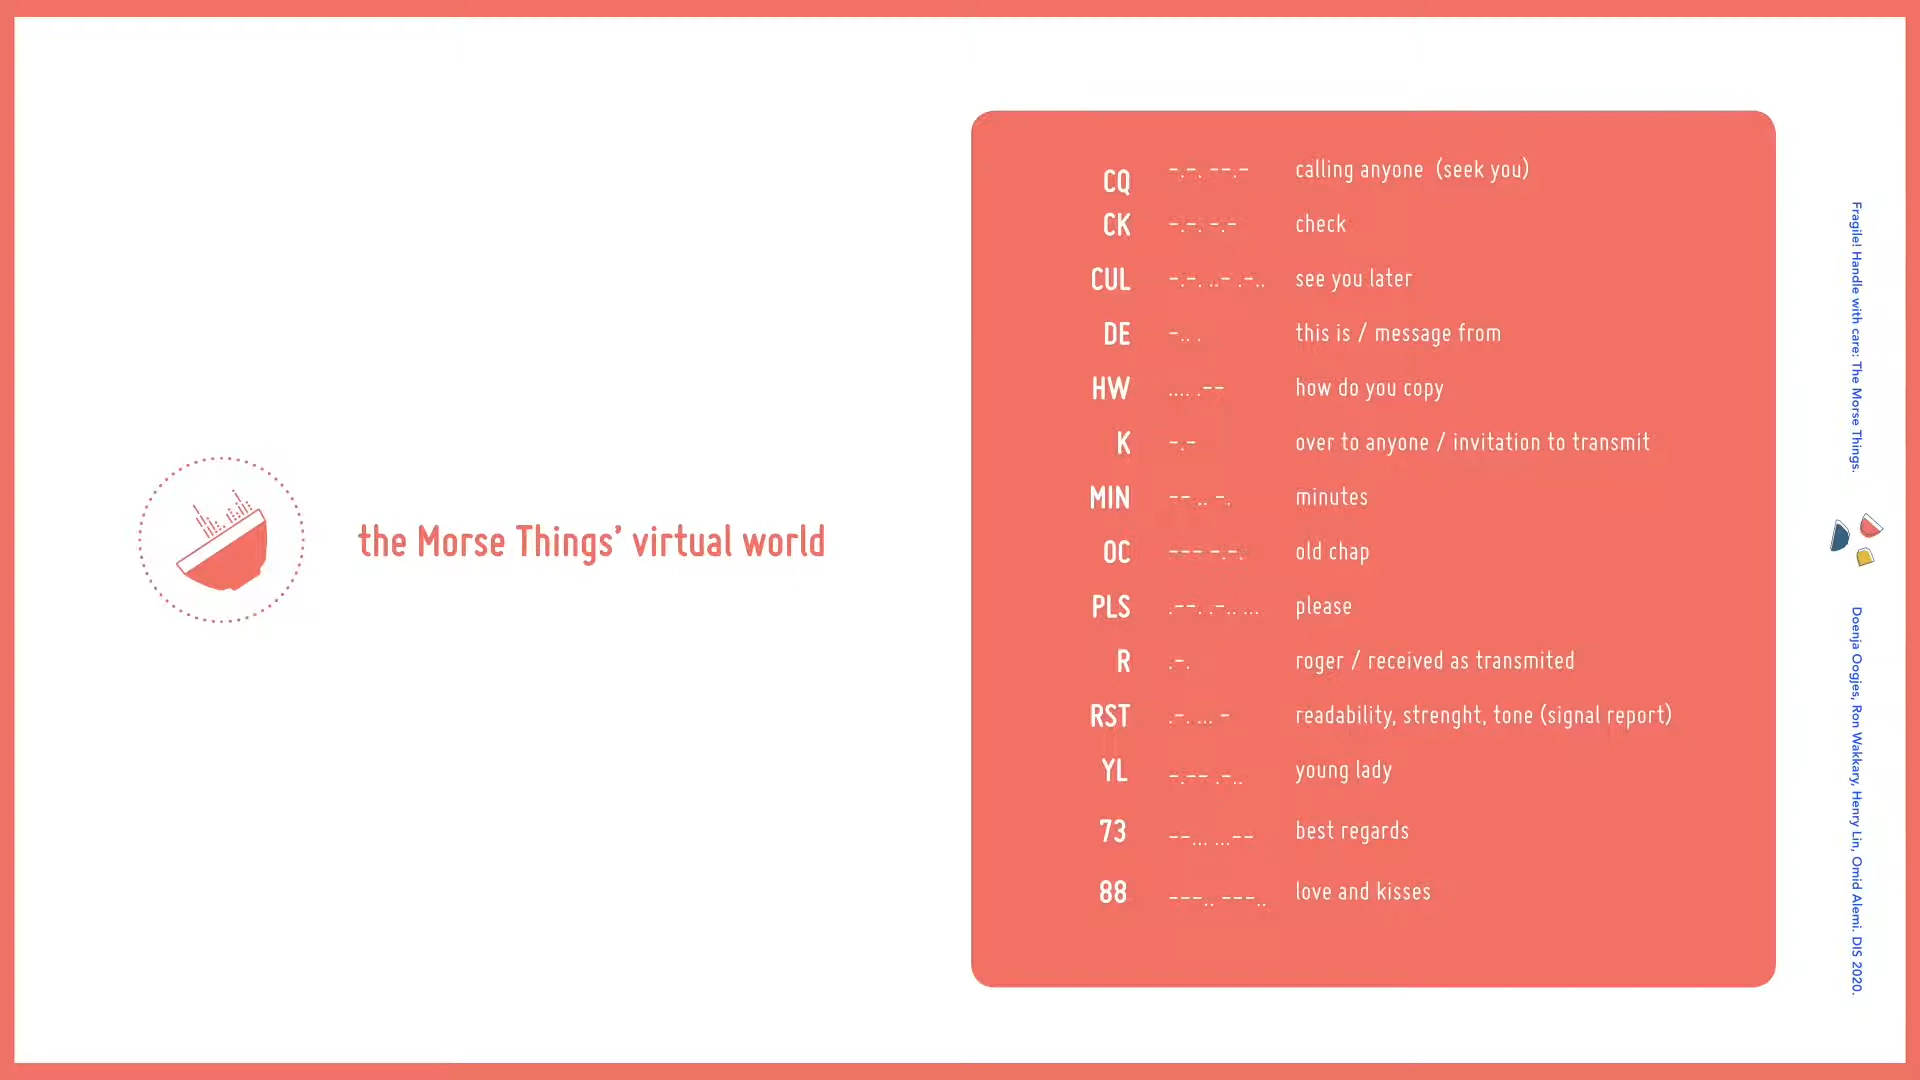 the Morse Things’ virtual world
CQ -.-. --.- calling anyone (seek you)
CK -.-. -.- check
CUL -.-. ..- .-.. see you later
DE -.. . this is / message from
HW .... .-- how do you copy
K -.- over to anyone / invitation to transmit
MIN -- .. -. minutes
OC --- -.-. old chap
PLS .--. .-.. ... please
R .-. roger / received as transmited
RST .-. ... - readability, strenght, tone (signal report)
YL -.-- .-.. young lady
73 --... ...-- best regards
88 ---.. ---.. love and kisses
Fragile! Handle with care: The Morse Things.
Doenja Oogjes, Ron Wakkary, Henry Lin, Omid Alemi. DIS 2020.